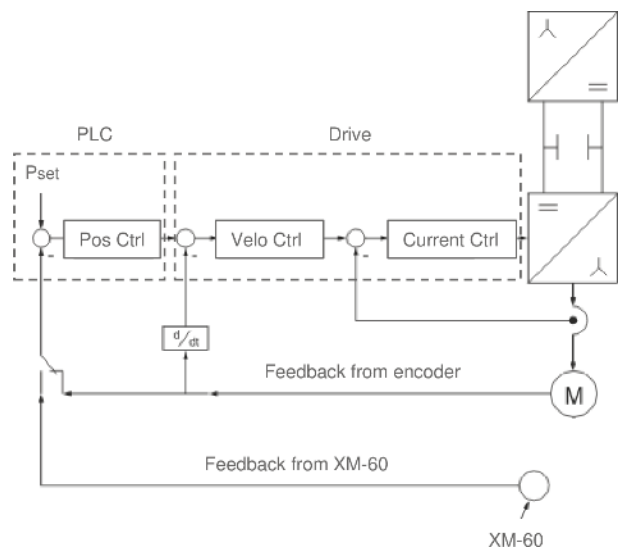 PLC
Drive
Pset
Pos Ctrl
Velo Ctrl
Current Ctrl
-
-
-
d/dt
Feedback from encoder
M
Feedback from XM-60
XM-60